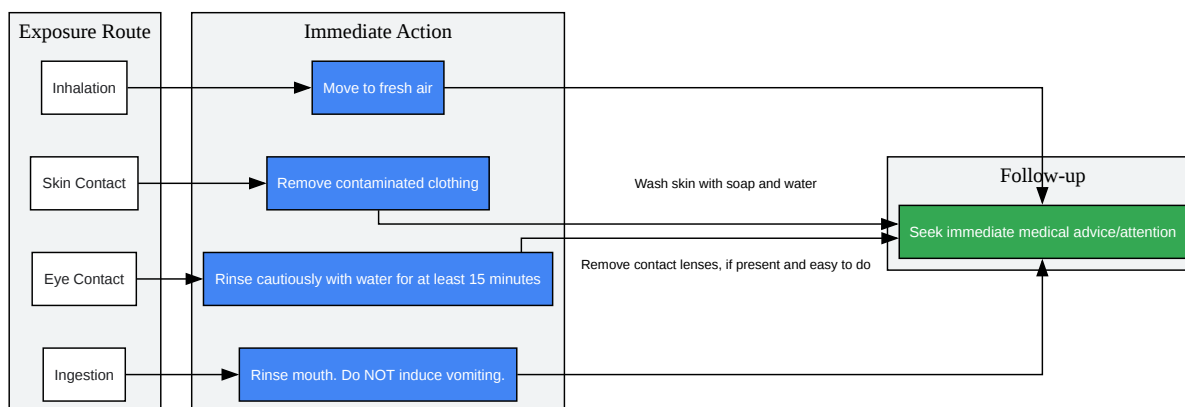 Exposure Route
Immediate Action
Inhalation
Move to fresh air
Skin Contact
Remove contaminated clothing
Wash skin with soap and water
Follow-up
Seek immediate medical advice/attention
Eye Contact
Rinse cautiously with water for at least 15 minutes
Remove contact lenses, if present and easy to do
Ingestion
Rinse mouth. Do NOT induce vomiting.